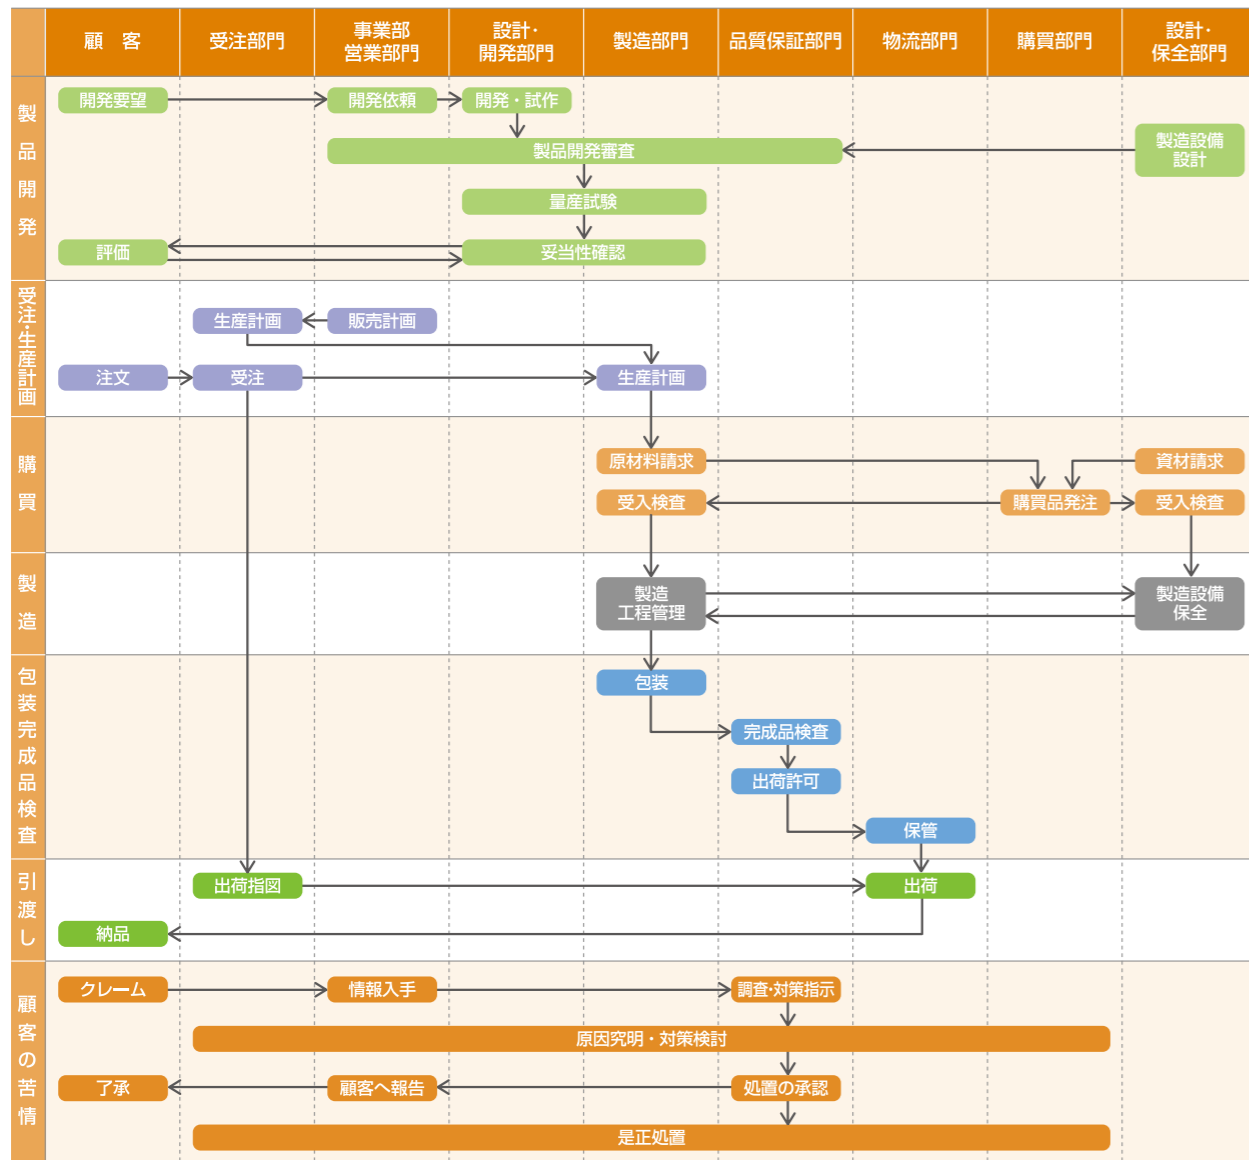 顧　客
受注部門
事業部
営業部門
設計・
開発部門
製造部門
品質保証部門
物流部門
購買部門
設計・
保全部門
製品開発
開発要望
開発依頼
開発・試作
製品開発審査
製造設備
設計
量産試験
評価
妥当性確認
受注・生産計画
生産計画
販売計画
注文
受注
生産計画
購買
原材料請求
資材請求
受入検査
購買品発注
受入検査
製造
製造
工程管理
製造設備
保全
包装完成品検査
包装
完成品検査
出荷許可
保管
引渡し
出荷指図
出荷
納品
顧客の苦情
クレーム
情報入手
調査・対策指示
原因究明・対策検討
了承
顧客へ報告
処置の承認
是正処置